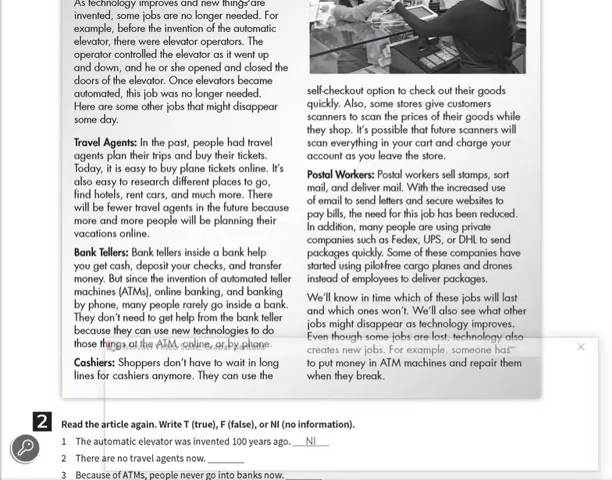 As technology improves and new things are
invented, some jobs are no longer needed. For
example, before the invention of the automatic
elevator, there were elevator operators. The
operator controlled the elevator as it went up
and down, and he or she opened and closed the
doors of the elevator. Once elevators became
automated, this job was no longer needed.
Here are some other jobs that might disappear
some day.
Travel Agents: In the past, people had travel
agents plan their trips and buy their tickets.
Today, it is easy to buy plane tickets online. It's
also easy to research different places to go,
find hotels, rent cars, and much more. There
will be fewer travel agents in the future because
more and more people will be planning their
vacations online.
Bank Tellers: Bank tellers inside a bank help
you get cash, deposit your checks, and transfer
money. But since the invention of automated teller
machines (ATMs), online banking, and banking
by phone, many people rarely go inside a bank.
They don't need to get help from the bank teller
because they can use new technologies to do
those things at the ATM, online, or by phone.
Cashiers: Shoppers don't have to wait in long
lines for cashiers anymore. They can use the
self-checkout option to check out their goods
quickly. Also, some stores give customers
scanners to scan the prices of their goods while
they shop. It's possible that future scanners will
scan everything in your cart and charge your
account as you leave the store.
Postal Workers: Postal workers sell stamps, sort
mail, and deliver mail. With the increased use
of email to send letters and secure websites to
pay bills, the need for this job has been reduced.
In addition, many people are using private
companies such as Fedex, UPS, or DHL to send
packages quickly. Some of these companies have
started using pilot-free cargo planes and drones
instead of employees to deliver packages.
We'll know in time which of these jobs will last
and which ones won't. We'll also see what other
jobs might disappear as technology improves.
Even though some jobs are lost, technology also
creates new jobs. For example, someone has
to put money in ATM machines and repair them
when they break.
2 Read the article again. Write T (true), F (false), or NI (no information).
1 The automatic elevator was invented 100 years ago. NI
2 There are no travel agents now.
3 Because of ATMs, people never go into banks now.